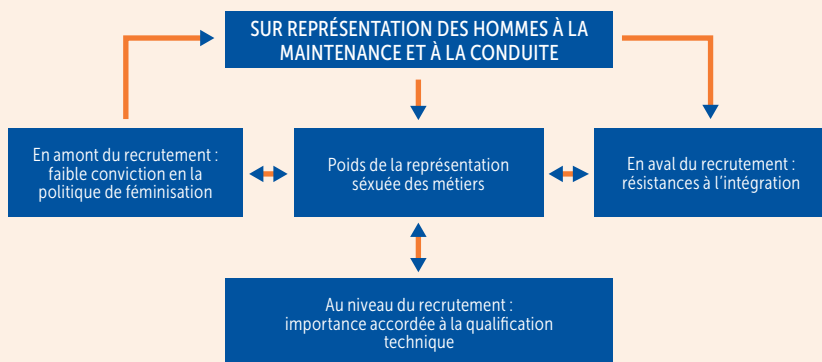 SUR REPRÉSENTATION DES HOMMES À LA
MAINTENANCE ET À LA CONDUITE
En amont du recrutement :
faible conviction en la
politique de féminisation
Poids de la représentation
séxuée des métiers
En aval du recrutement :
résistances à l’intégration
Au niveau du recrutement :
importance accordée à la qualification
technique